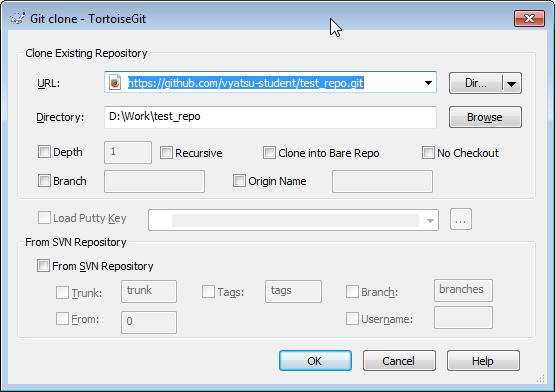 Git clone - TortoiseGit
Clone Existing Repository
URL: https://github.com/vyatsu-student/test_repo.git Dir...
Directory: D:\Work\test_repo Browse
Depth 1 Recursive Clone into Bare Repo No Checkout
Branch Origin Name
Load Putty Key ...
From SVN Repository
From SVN Repository
Trunk: trunk Tags: tags Branch: branches
From: 0 Username:
OK Cancel Help